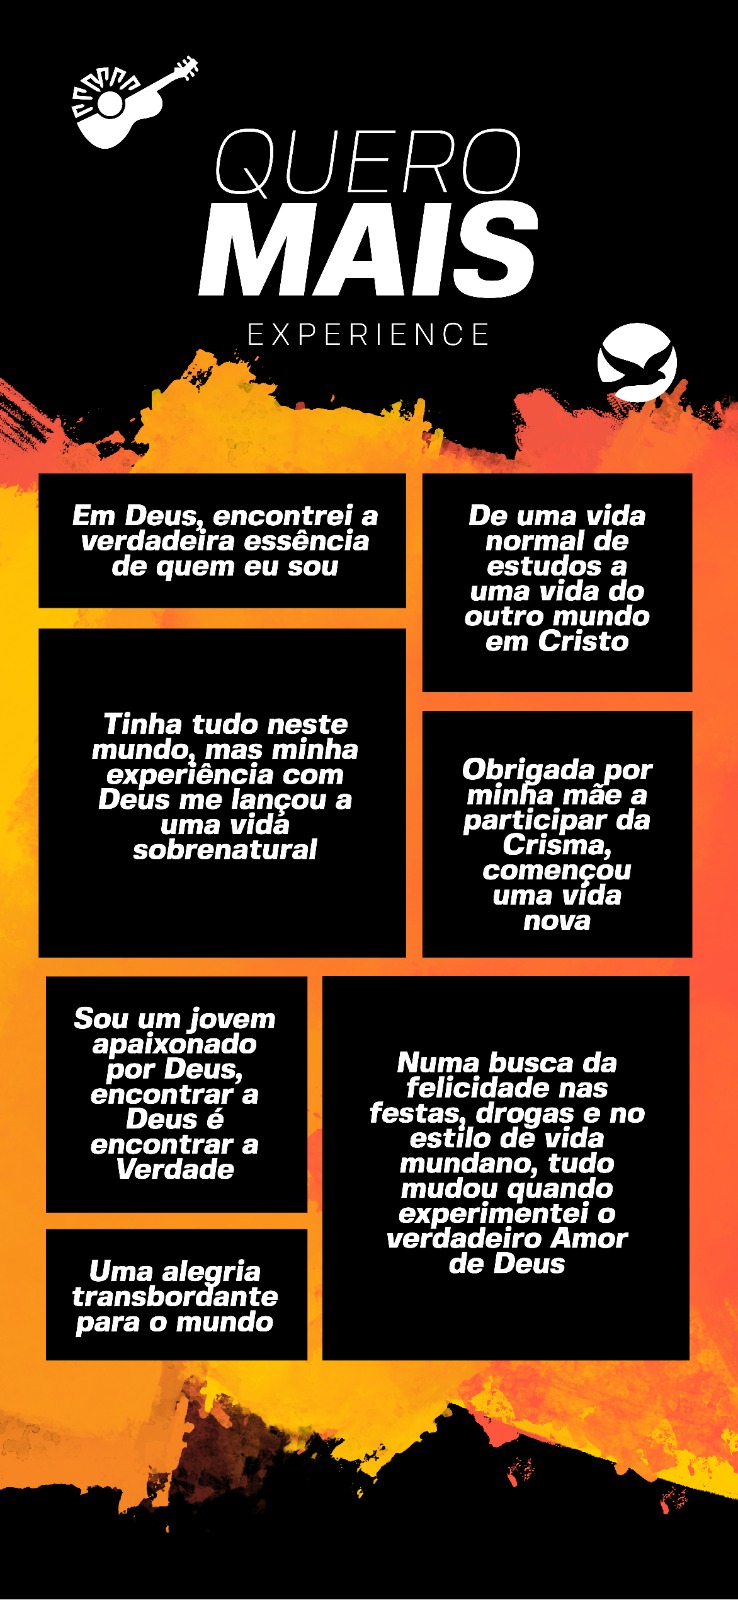 QUERO
MAIS
EXPERIENCE
Em Deus, encontrei a
verdadeira essência
de quem eu sou
De uma vida
normal de
estudos a
uma vida do
outro mundo
em Cristo
Tinha tudo neste
mundo, mas minha
experiência com
Deus me lançou a
uma vida
sobrenatural
Obrigada por
minha mãe a
participar da
Crisma,
començou
uma vida
nova
Sou um jovem
apaixonado
por Deus,
encontrar a
Deus é
encontrar a
Verdade
Numa busca da
felicidade nas
festas, drogas e no
estilo de vida
mundano, tudo
mudou quando
experimentei o
verdadeiro Amor
de Deus
Uma alegria
transbordante
para o mundo